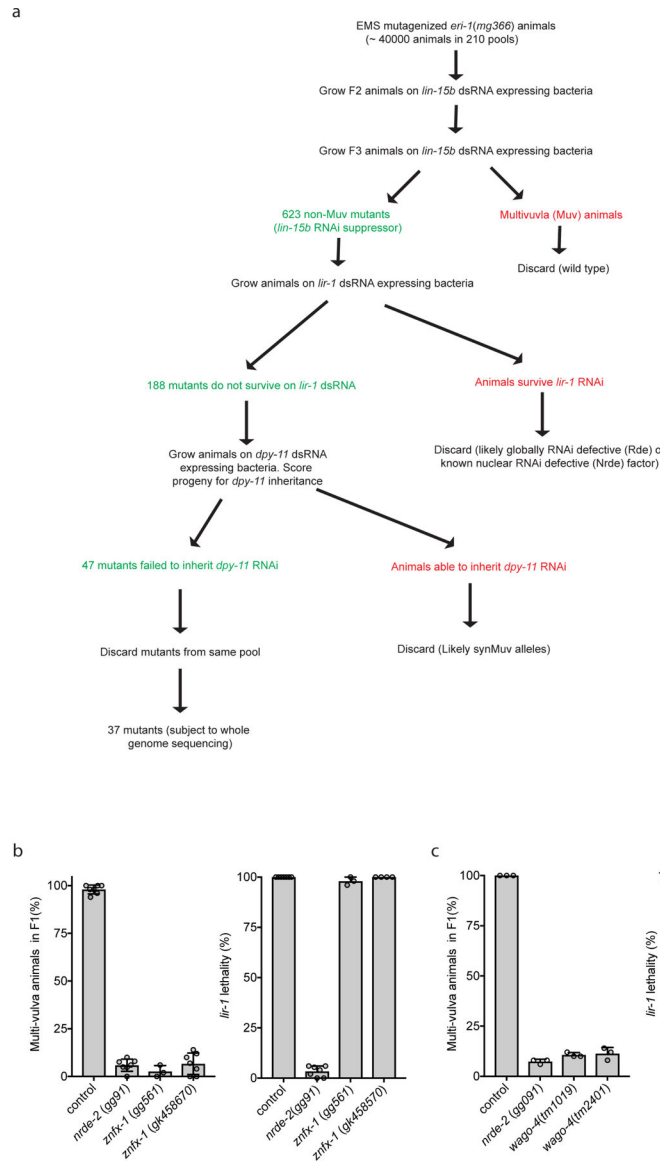 a
EMS mutagenized eri-1(mg366) animals
(~ 40000 animals in 210 pools)
Grow F2 animals on lin-15b dsRNA expressing bacteria
Grow F3 animals on lin-15b dsRNA expressing bacteria
623 non-Muv mutants
(lin-15b RNAi suppressor)
Multivuvla (Muv) animals
Discard (wild type)
Grow animals on lir-1 dsRNA expressing bacteria
188 mutants do not survive on lir-1 dsRNA
Animals survive lir-1 RNAi
Grow animals on dpy-11 dsRNA
expressing bacteria. Score
progeny for dpy-11 inheritance
Discard (likely globally RNAi defective (Rde) o
known nuclear RNAi defective (Nrde) factor)
47 mutants failed to inherit dpy-11 RNAi
Animals able to inherit dpy-11 RNAi
Discard mutants from same pool
Discard (Likely synMuv alleles)
37 mutants (subject to whole
genome sequencing)
b
Multi-vulva animals in F1(%)
100
75
50
25
0
control
nrde-2 (gg91)
znfx-1 (gg561)
znfx-1 (gk458670)
lir-1 lethality (%)
100
75
50
25
0
control
nrde-2(gg91)
znfx-1 (gg561)
znfx-1 (gk458570)
c
Multi-vulva animals in F1(%)
100
75
50
25
0
control
nrde-2 (gg091)
wago-4(tm1019)
wago-4(tm2401)
lir-1 lethality (%)